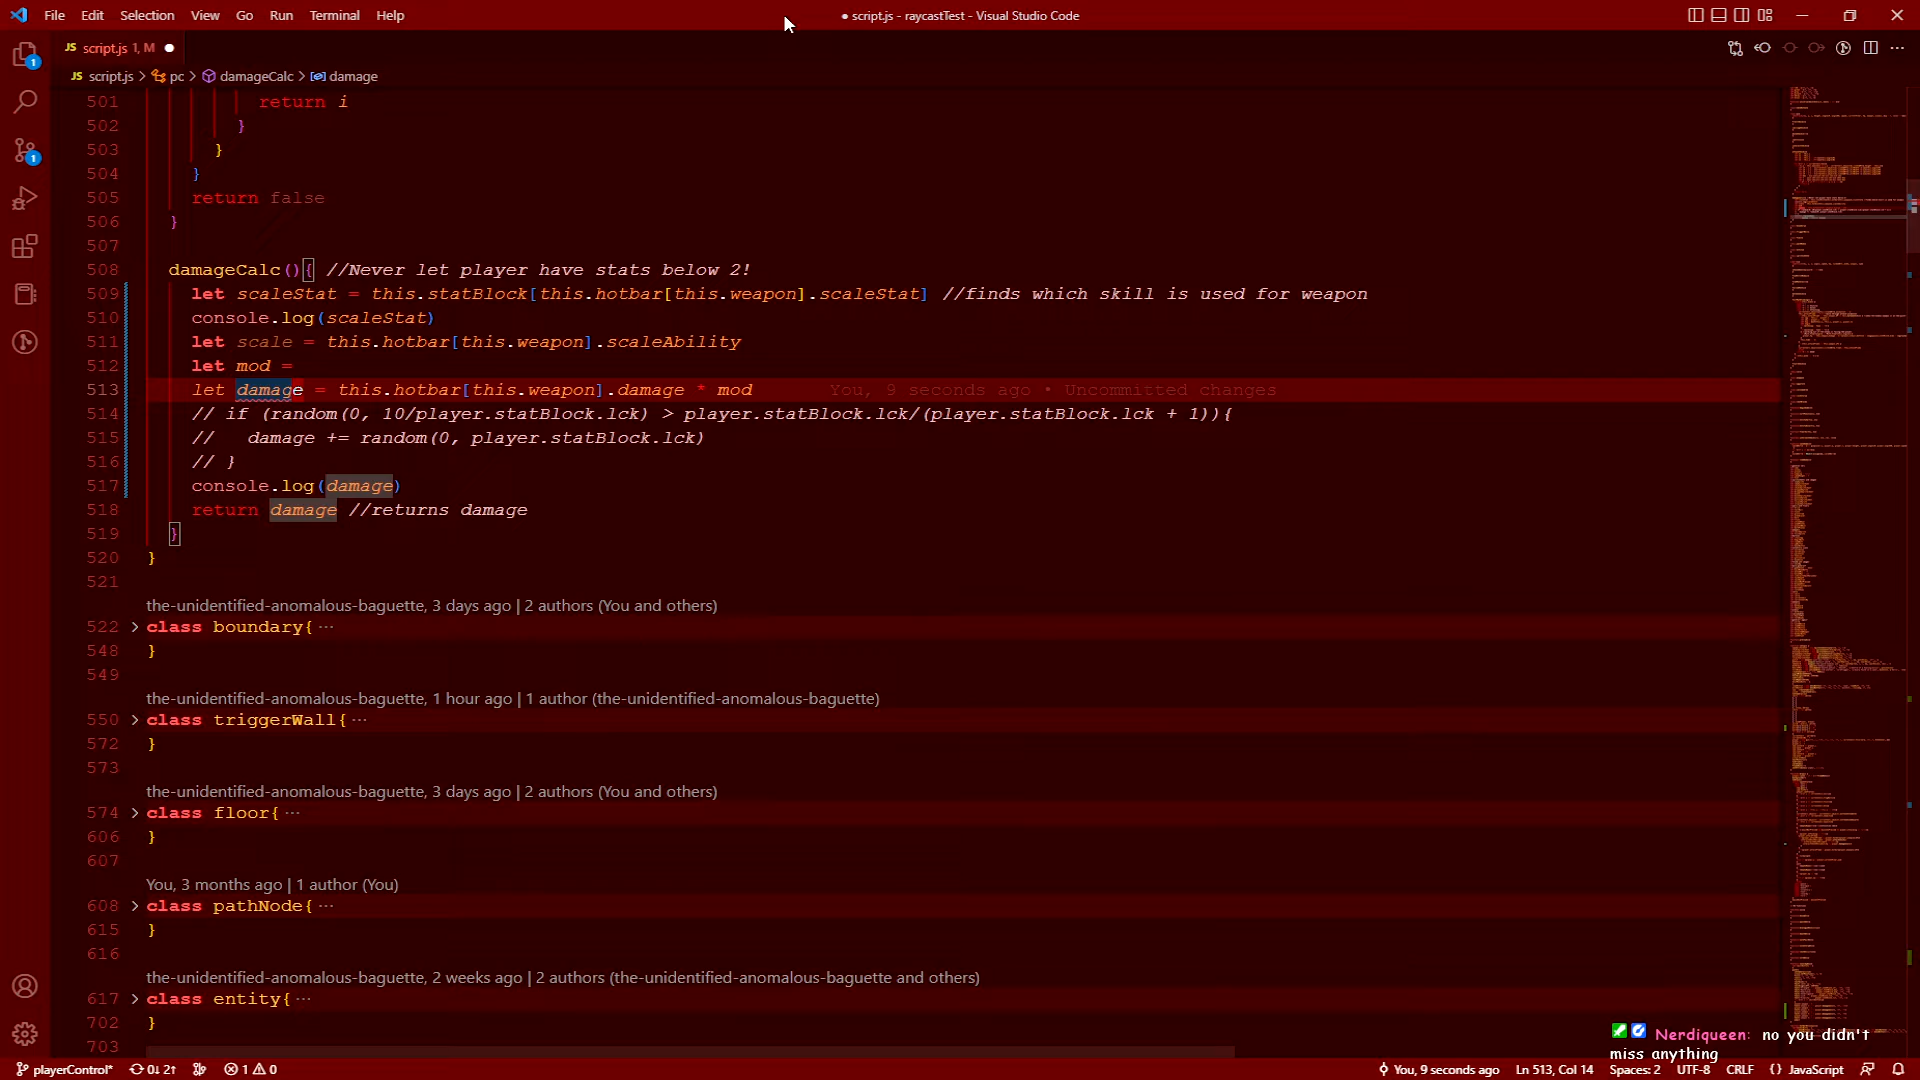 File Edit Selection View Go Run Terminal Help
● script.js - raycastTest - Visual Studio Code
JS script.js 1, M ●
JS script.js > pc > damageCalc > damage
501 return i
502 }
503 }
504 }
505 return false
506 }
507
508 damageCalc(){ //Never let player have stats below 2!
509 let scaleStat = this.statBlock[this.hotbar[this.weapon].scaleStat] //finds which skill is used for weapon
510 console.log(scaleStat)
511 let scale = this.hotbar[this.weapon].scaleAbility
512 let mod =
513 let damage = this.hotbar[this.weapon].damage * mod You, 9 seconds ago • Uncommitted changes
514 // if (random(0, 10/player.statBlock.lck) > player.statBlock.lck/(player.statBlock.lck + 1)){
515 // damage += random(0, player.statBlock.lck)
516 // }
517 console.log(damage)
518 return damage //returns damage
519 }
520 }
521
the-unidentified-anomalous-baguette, 3 days ago | 2 authors (You and others)
522 > class boundary{ ···
548 }
549
the-unidentified-anomalous-baguette, 1 hour ago | 1 author (the-unidentified-anomalous-baguette)
550 > class triggerWall{ ···
572 }
573
the-unidentified-anomalous-baguette, 3 days ago | 2 authors (You and others)
574 > class floor{ ···
606 }
607
You, 3 months ago | 1 author (You)
608 > class pathNode{ ···
615 }
616
the-unidentified-anomalous-baguette, 2 weeks ago | 2 authors (the-unidentified-anomalous-baguette and others)
617 > class entity{ ···
702 }
703
Nerdiqueen: no you didn't
miss anything
1
1
playerControl* 0↓ 2↑ 1 0 You, 9 seconds ago Ln 513, Col 14 Spaces: 2 UTF-8 CRLF {} JavaScript